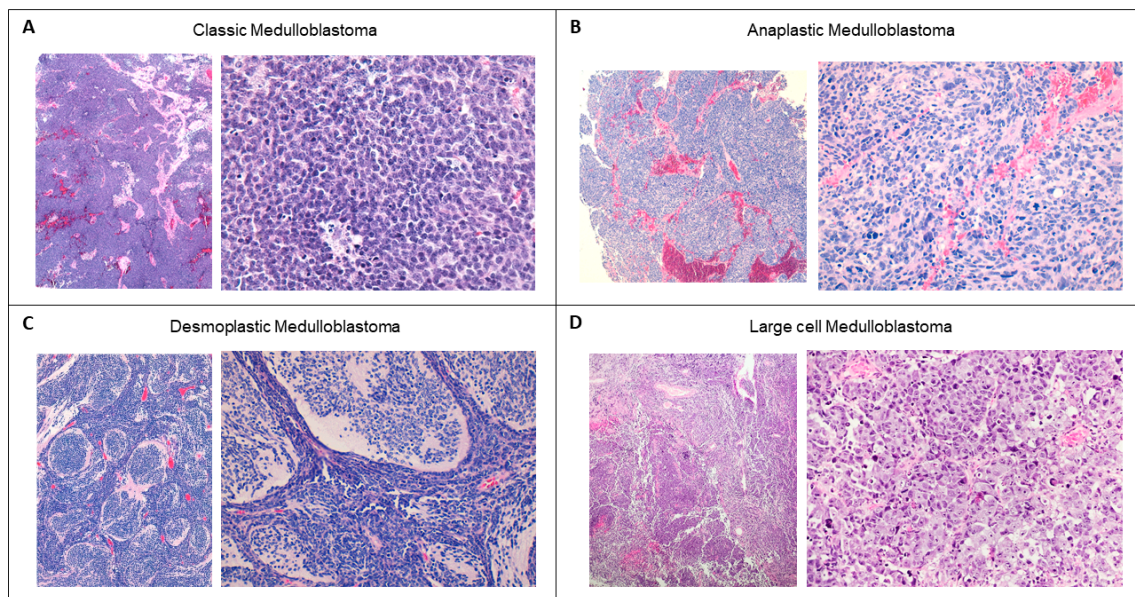 A
Classic Medulloblastoma
B
Anaplastic Medulloblastoma
C
Desmoplastic Medulloblastoma
D
Large cell Medulloblastoma